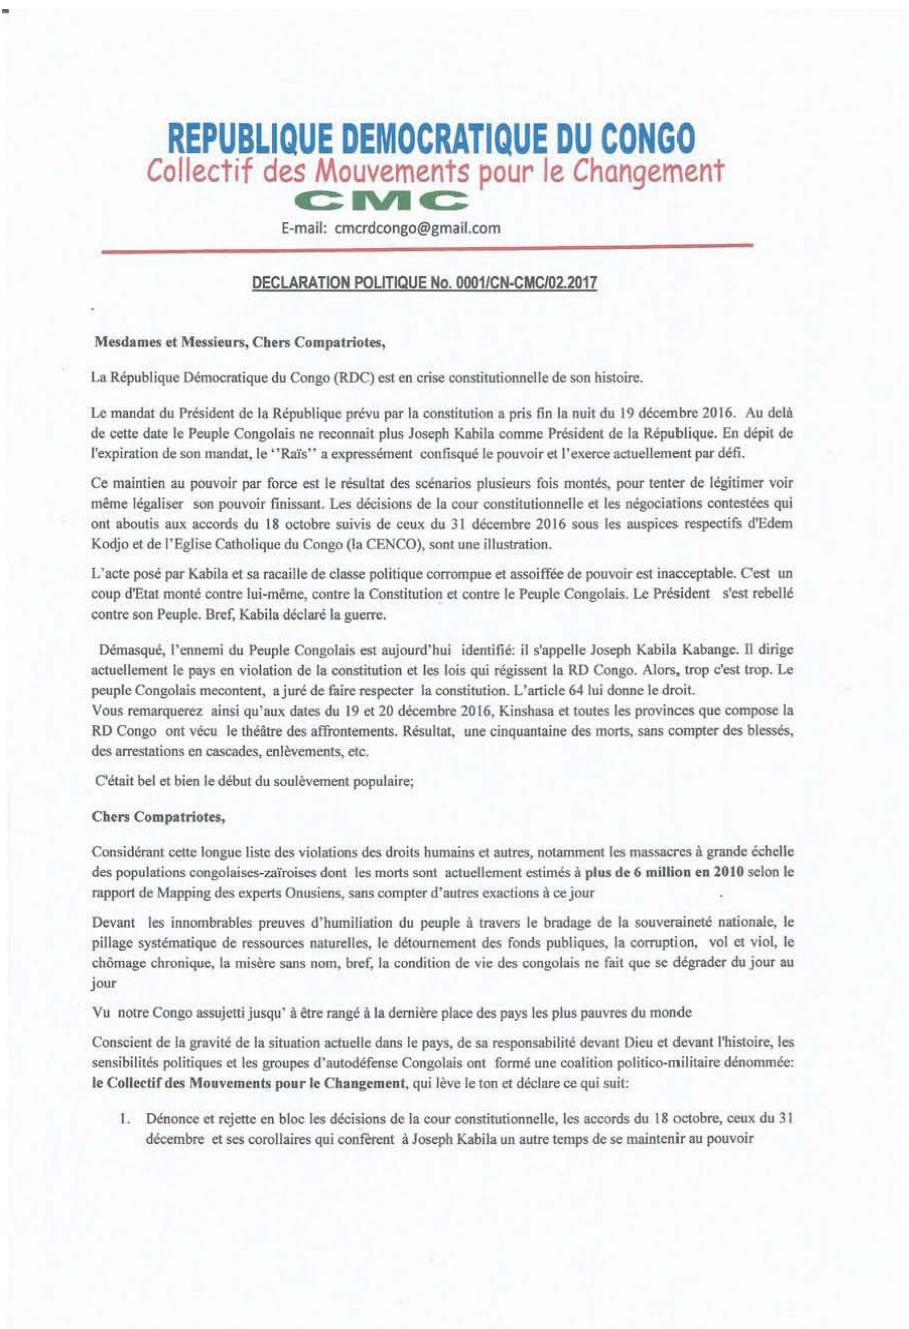 REPUBLIQUE DEMOCRATIQUE DU CONGO
Collectif des Mouvements pour le Changement
CMC
E-mail: cmcrdcongo@gmail.com
DECLARATION POLITIQUE No. 0001/CN-CMC/02.2017
Mesdames et Messieurs, Chers Compatriotes,
La République Démocratique du Congo (RDC) est en crise constitutionnelle de son histoire.
Le mandat du Président de la République prévu par la constitution a pris fin la nuit du 19 décembre 2016. Au delà
de cette date le Peuple Congolais ne reconnait plus Joseph Kabila comme Président de la République. En dépit de
l'expiration de son mandat, le ‘'Raïs’' a expressément confisqué le pouvoir et l’exerce actuellement par défi.
Ce maintien au pouvoir par force est le résultat des scénarios plusieurs fois montés, pour tenter de légitimer voir
même légaliser son pouvoir finissant. Les décisions de la cour constitutionnelle et les négociations contestées qui
ont aboutis aux accords du 18 octobre suivis de ceux du 31 décembre 2016 sous les auspices respectifs d'Edem
Kodjo et de l’Eglise Catholique du Congo (la CENCO), sont une illustration.
L’acte posé par Kabila et sa racaille de classe politique corrompue et assoiffée de pouvoir est inacceptable. C'est un
coup d'Etat monté contre lui-même, contre la Constitution et contre le Peuple Congolais. Le Président s'est rebellé
contre son Peuple. Bref, Kabila déclaré la guerre.
Démasqué, l’ennemi du Peuple Congolais est aujourd’hui identifié: il s'appelle Joseph Kabila Kabange. Il dirige
actuellement le pays en violation de la constitution et les lois qui régissent la RD Congo. Alors, trop c'est trop. Le
peuple Congolais mecontent, a juré de faire respecter la constitution. L’article 64 lui donne le droit.
Vous remarquerez ainsi qu’aux dates du 19 et 20 décembre 2016, Kinshasa et toutes les provinces que compose la
RD Congo ont vécu le théâtre des affrontements. Résultat, une cinquantaine des morts, sans compter des blessés,
des arrestations en cascades, enlèvements, etc.
C'était bel et bien le début du soulèvement populaire;
Chers Compatriotes,
Considérant cette longue liste des violations des droits humains et autres, notamment les massacres à grande échelle
des populations congolaises-zaïroises dont les morts sont actuellement estimés à plus de 6 million en 2010 selon le
rapport de Mapping des experts Onusiens, sans compter d’autres exactions à ce jour
Devant les innombrables preuves d’humiliation du peuple à travers le bradage de la souveraineté nationale, le
pillage systématique de ressources naturelles, le détournement des fonds publiques, la corruption, vol et viol, le
chômage chronique, la misère sans nom, bref, la condition de vie des congolais ne fait que se dégrader du jour au
jour
Vu notre Congo assujetti jusqu’ à être rangé à la dernière place des pays les plus pauvres du monde
Conscient de la gravité de la situation actuelle dans le pays, de sa responsabilité devant Dieu et devant l'histoire, les
sensibilités politiques et les groupes d’autodéfense Congolais ont formé une coalition politico-militaire dénommée:
le Collectif des Mouvements pour le Changement, qui lève le ton et déclare ce qui suit:
1. Dénonce et rejette en bloc les décisions de la cour constitutionnelle, les accords du 18 octobre, ceux du 31
décembre et ses corollaires qui confèrent à Joseph Kabila un autre temps de se maintenir au pouvoir